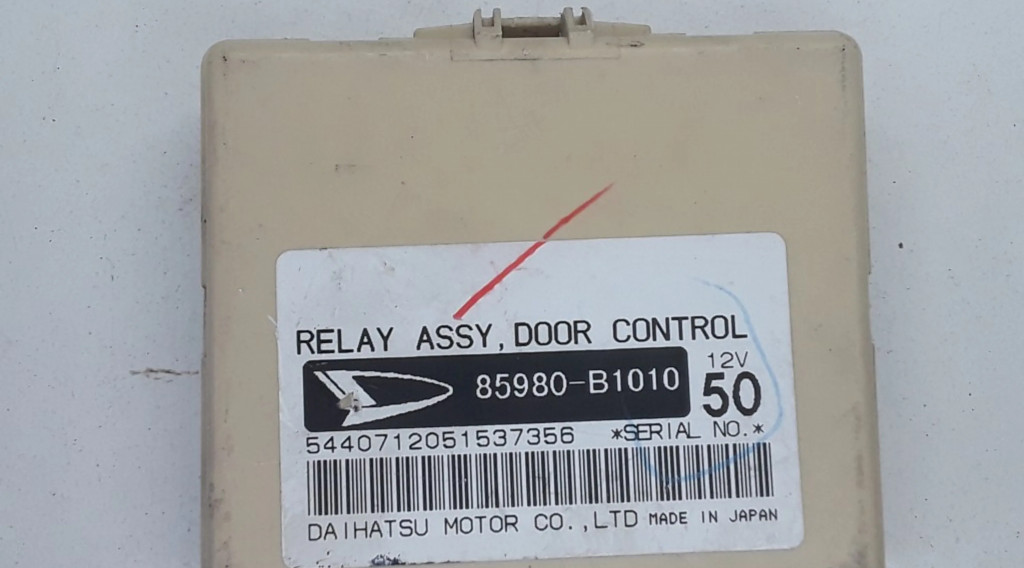 RELAY ASSY, DOOR CONTROL
85980-B1010
12V
50
5440712051537356 *SERIAL NO.*
DAIHATSU MOTOR CO.,LTD MADE IN JAPAN